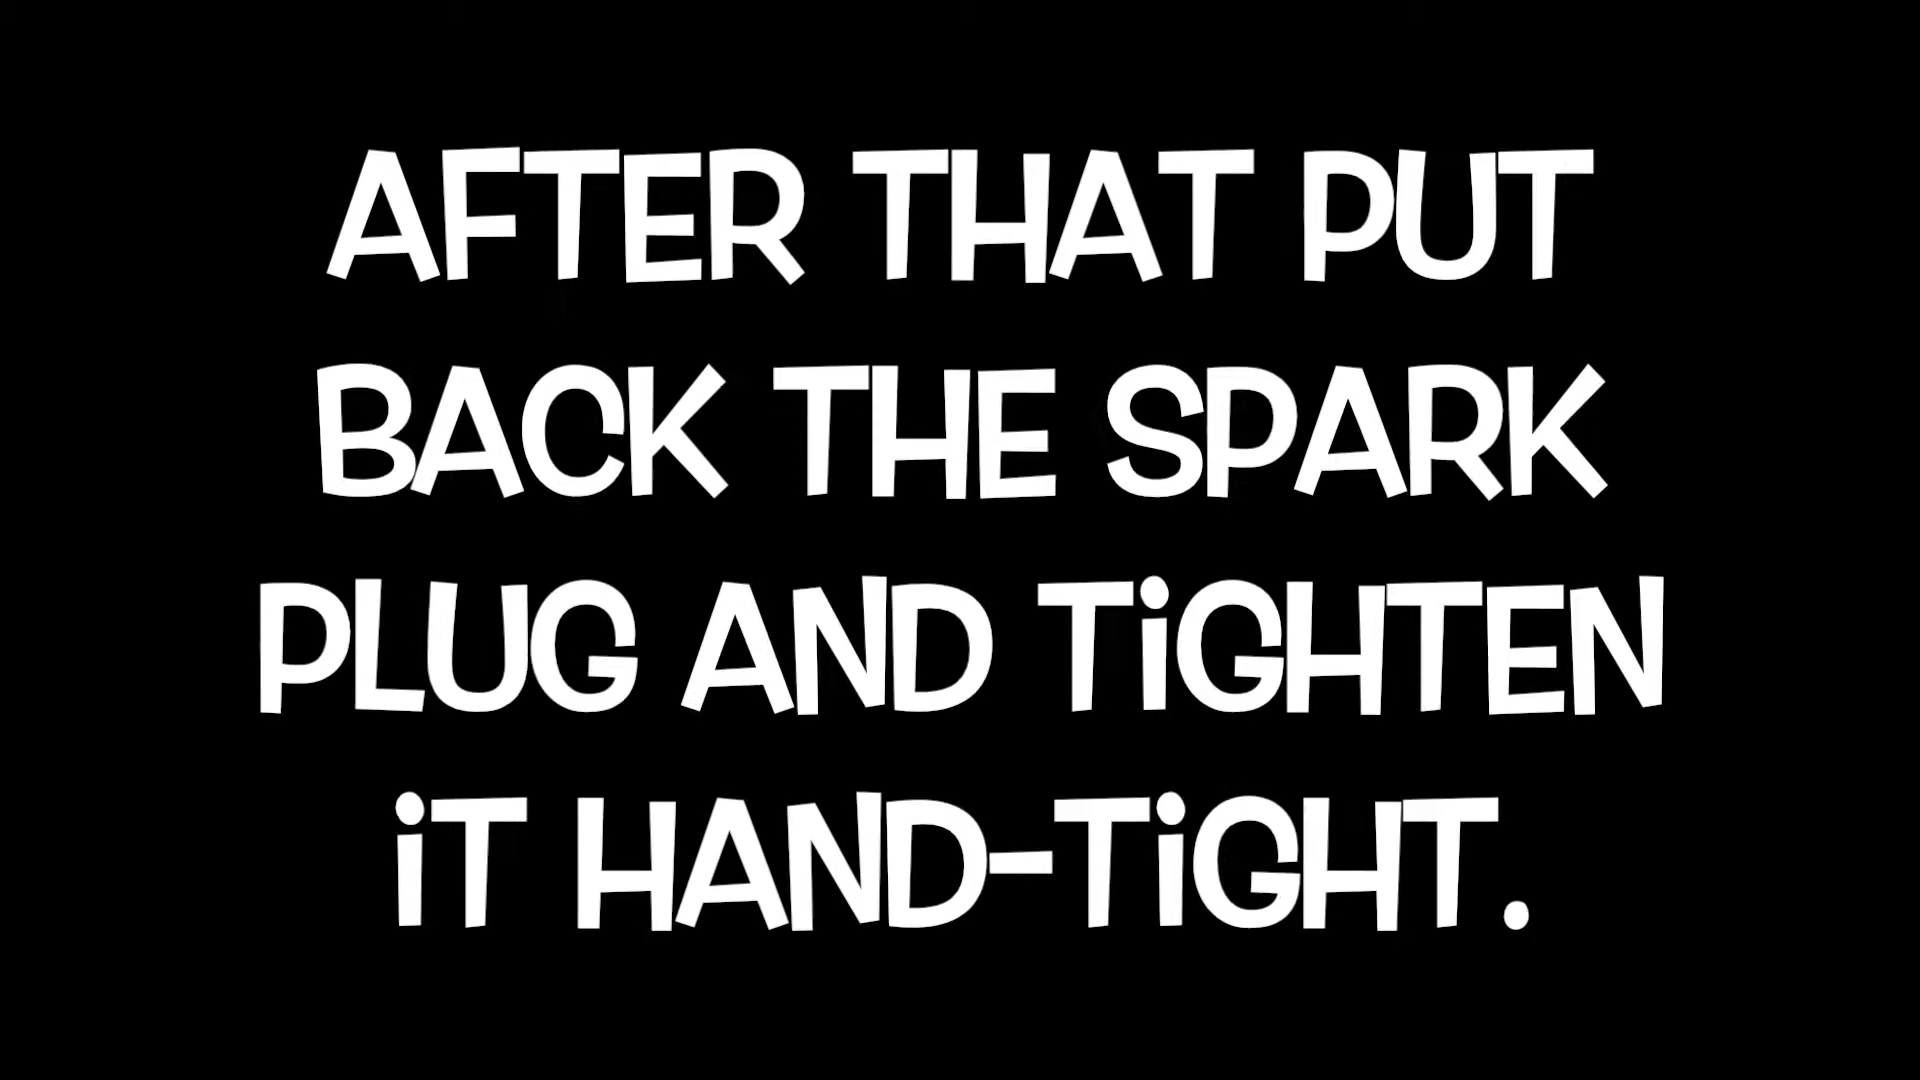 AFTER THAT PUT
BACK THE SPARK
PLUG AND TiGHTEN
iT HAND-TiGHT.